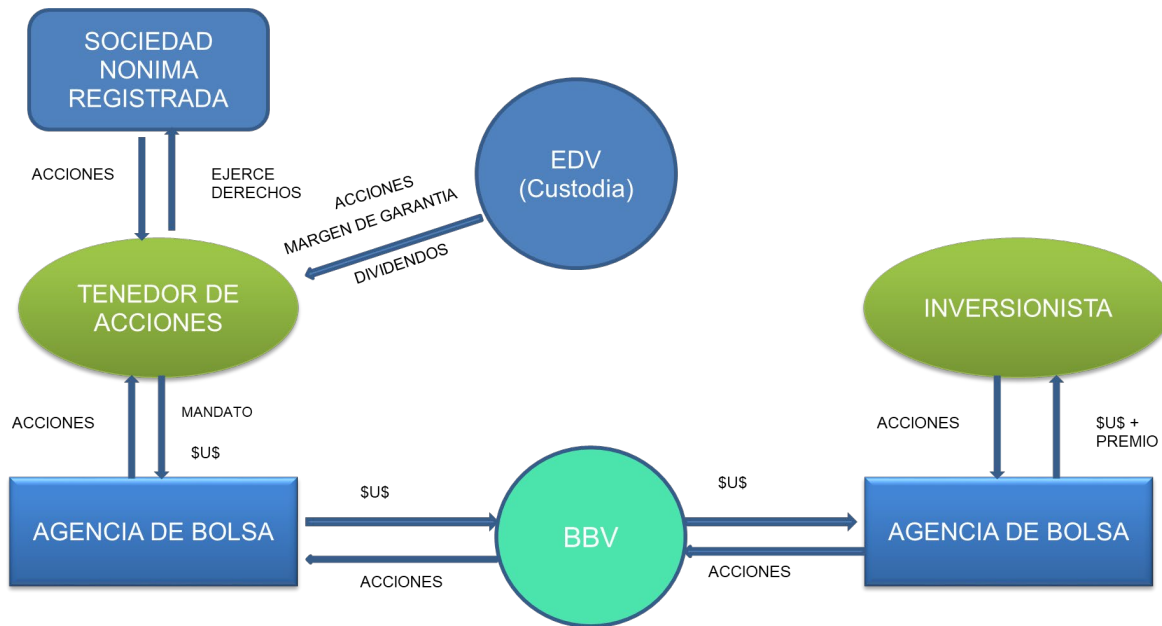 SOCIEDAD
NONIMA
REGISTRADA
ACCIONES
EJERCE
DERECHOS
EDV
(Custodia)
ACCIONES
MARGEN DE GARANTIA
DIVIDENDOS
TENEDOR DE
ACCIONES
INVERSIONISTA
ACCIONES
MANDATO
$U$
ACCIONES
$U$ +
PREMIO
AGENCIA DE BOLSA
$U$
ACCIONES
BBV
$U$
ACCIONES
AGENCIA DE BOLSA